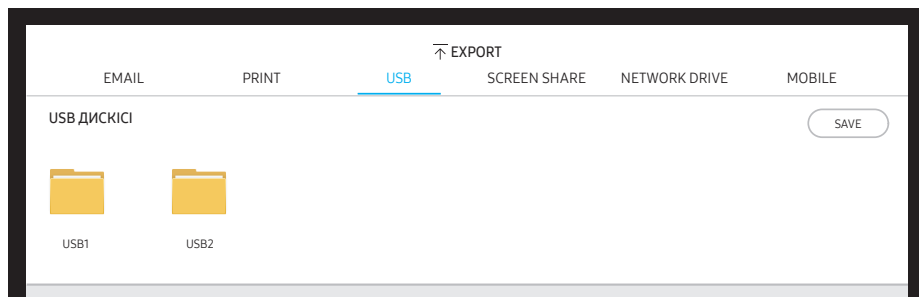 EXPORT
EMAIL PRINT USB SCREEN SHARE NETWORK DRIVE MOBILE
USB ДИСКІСІ SAVE
USB1 USB2